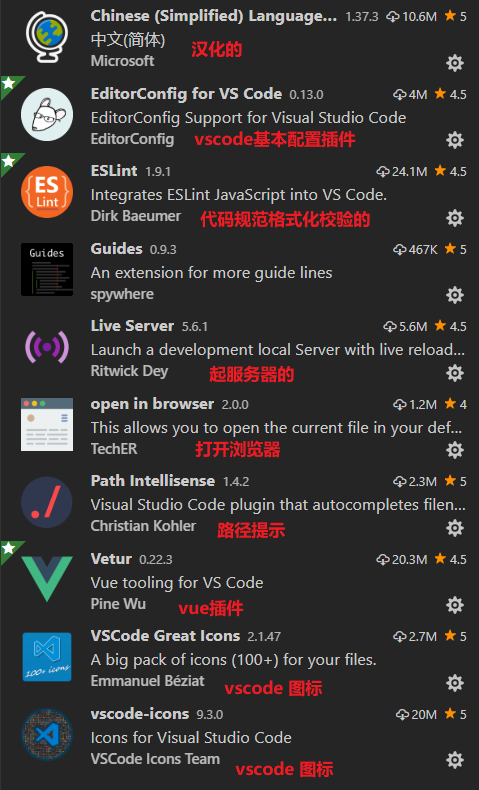 Chinese (Simplified) Language... 1.37.3 10.6M 5
中文(简体)
Microsoft
汉化的
EditorConfig for VS Code 0.13.0 4M 4.5
EditorConfig Support for Visual Studio Code
EditorConfig vscode基本配置插件
ES
Lint
ESLint 1.9.1 24.1M 4.5
Integrates ESLint JavaScript into VS Code.
Dirk Baeumer 代码规范格式化校验的
Guides
Guides 0.9.3 467K 5
An extension for more guide lines
spywhere
Live Server 5.6.1 5.6M 4.5
Launch a development local Server with live reload...
Ritwick Dey 起服务器的
open in browser 2.0.0 1.2M 4
This allows you to open the current file in your def...
TechER 打开浏览器
./
Path Intellisense 1.4.2 2.3M 5
Visual Studio Code plugin that autocompletes filen...
Christian Kohler 路径提示
Vetur 0.22.3 20.3M 4.5
Vue tooling for VS Code
Pine Wu vue插件
100+ icons
VSCode Great Icons 2.1.47 2.7M 5
A big pack of icons (100+) for your files.
Emmanuel Béziat vscode 图标
vscode-icons 9.3.0 20M 5
Icons for Visual Studio Code
VSCode Icons Team vscode 图标